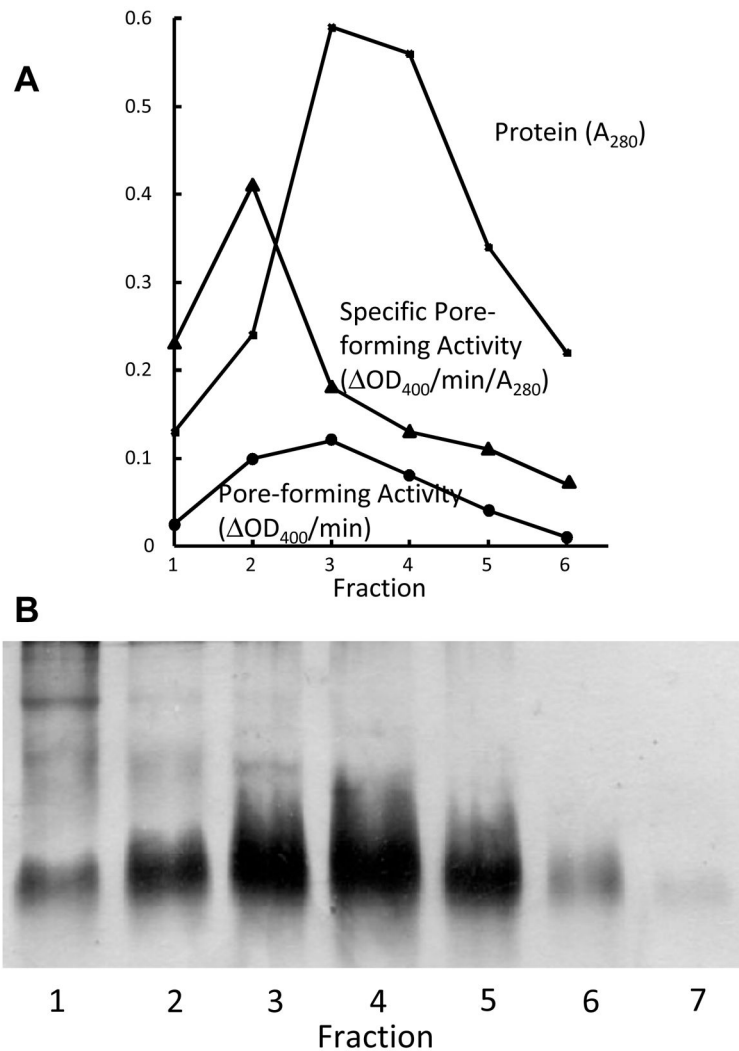 A
0.6
0.5
0.4
0.3
0.2
0.1
0
Protein (A280)
Specific Pore-
forming Activity
(ΔOD400/min/A280)
Pore-forming Activity
(ΔOD400/min)
1 2 3 4 5 6
Fraction
B
1 2 3 4 5 6 7
Fraction